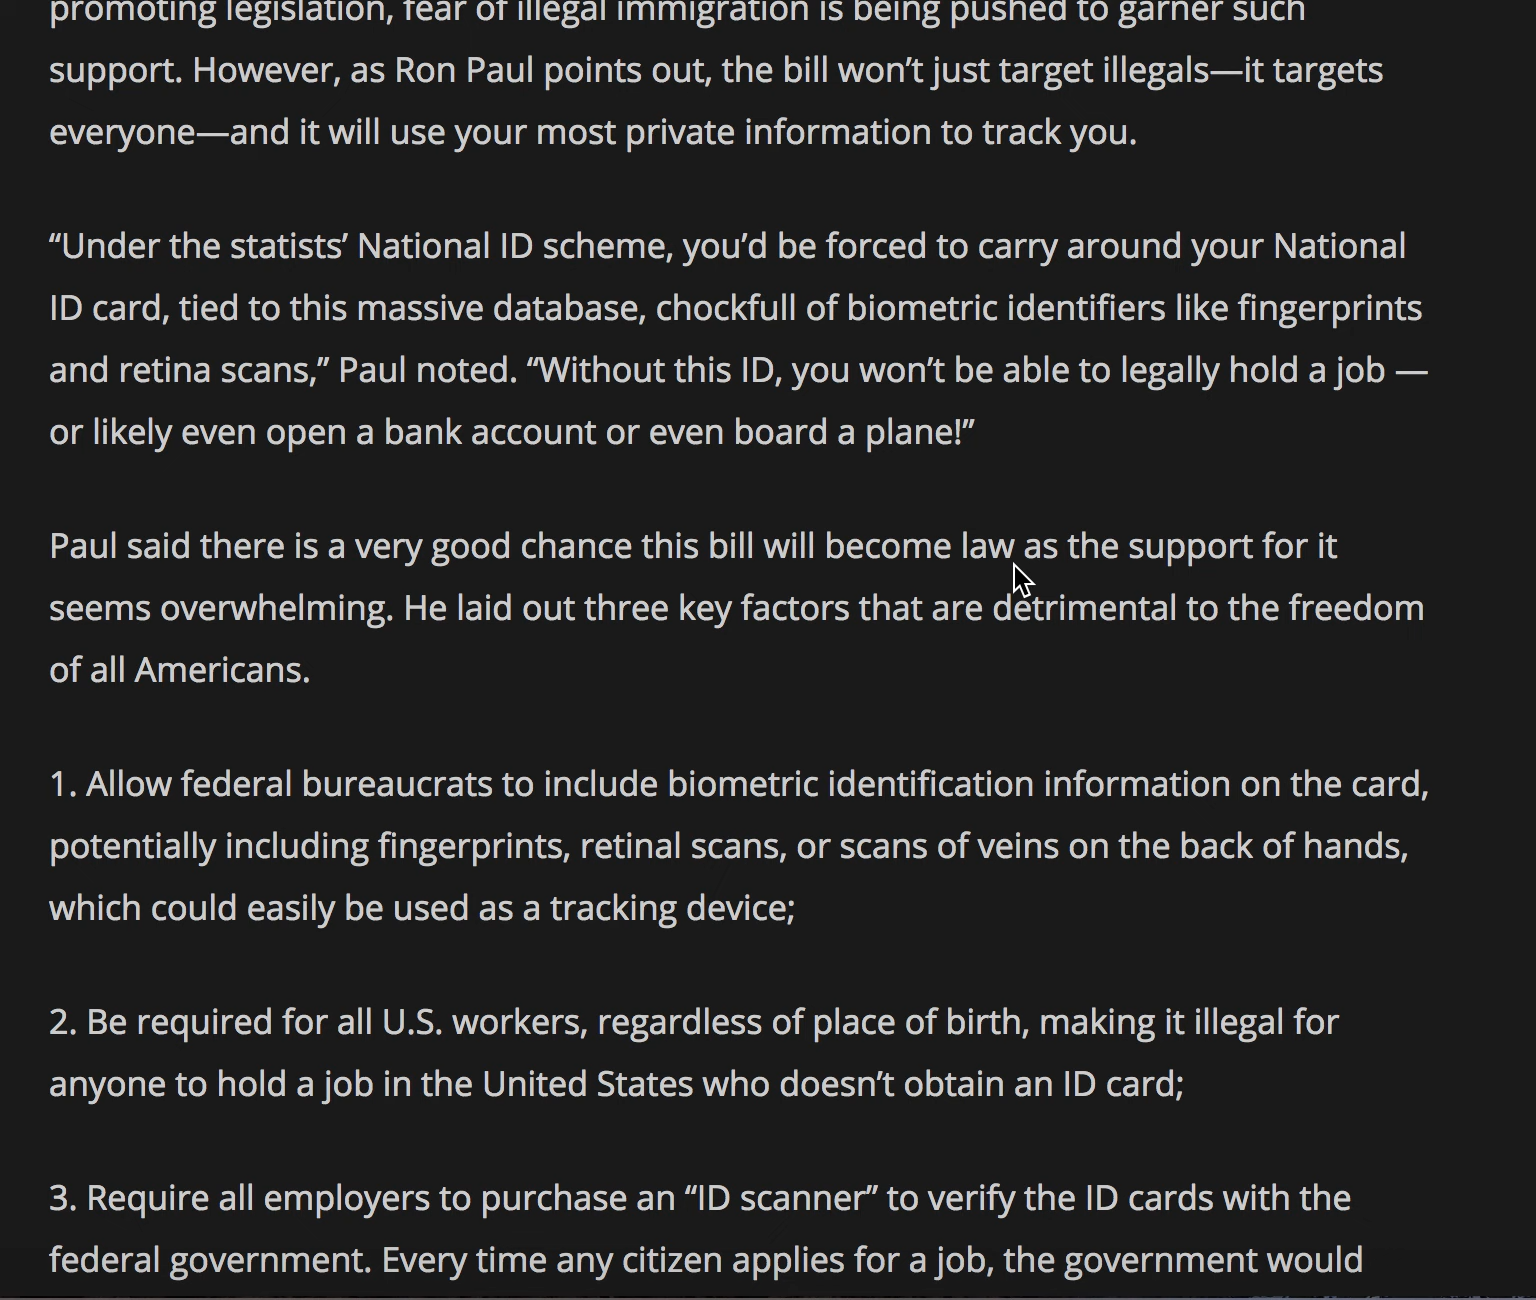 promoting legislation, fear of illegal immigration is being pushed to garner such
support. However, as Ron Paul points out, the bill won’t just target illegals—it targets
everyone—and it will use your most private information to track you.
“Under the statists’ National ID scheme, you’d be forced to carry around your National
ID card, tied to this massive database, chockfull of biometric identifiers like fingerprints
and retina scans,” Paul noted. “Without this ID, you won’t be able to legally hold a job —
or likely even open a bank account or even board a plane!”
Paul said there is a very good chance this bill will become law as the support for it
seems overwhelming. He laid out three key factors that are detrimental to the freedom
of all Americans.
1. Allow federal bureaucrats to include biometric identification information on the card,
potentially including fingerprints, retinal scans, or scans of veins on the back of hands,
which could easily be used as a tracking device;
2. Be required for all U.S. workers, regardless of place of birth, making it illegal for
anyone to hold a job in the United States who doesn’t obtain an ID card;
3. Require all employers to purchase an “ID scanner” to verify the ID cards with the
federal government. Every time any citizen applies for a job, the government would